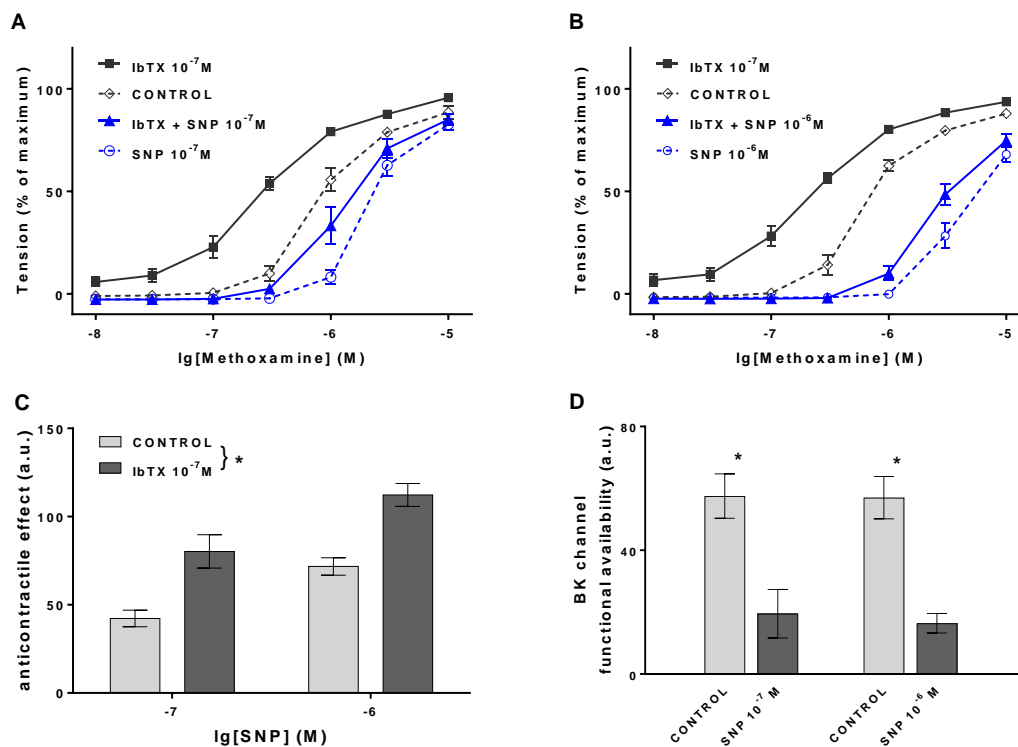 A
IbTX 10⁻⁷M
CONTROL
IbTX + SNP 10⁻⁷M
SNP 10⁻⁷M
Tension (% of maximum)
100
50
0
-8
-7
-6
-5
lg[Methoxamine] (M)
B
IbTX 10⁻⁷M
CONTROL
IbTX + SNP 10⁻⁶M
SNP 10⁻⁶M
Tension (% of maximum)
100
50
0
-8
-7
-6
-5
lg[Methoxamine] (M)
C
CONTROL
IbTX 10⁻⁷M
} *
anticontractile effect (a.u.)
150
100
50
0
-7
-6
lg[SNP] (M)
D
BK channel
functional availability (a.u.)
80
40
0
*
*
CONTROL
SNP 10⁻⁷M
CONTROL
SNP 10⁻⁶M